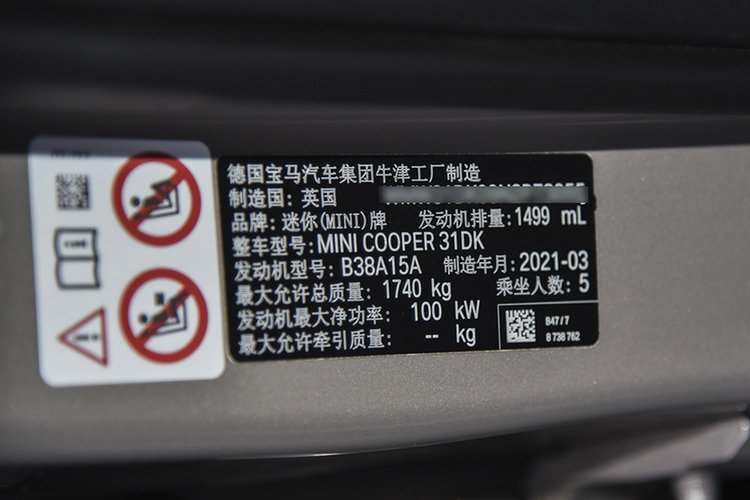 德国宝马汽车集团牛津工厂制造
制造国: 英国
品牌: 迷你(MINI)牌 发动机排量: 1499 mL
整车型号: MINI COOPER 31DK
发动机型号: B38A15A 制造年月: 2021-03
最大允许总质量: 1740 kg 乘坐人数: 5
发动机最大净功率: 100 kW
最大允许牵引质量: -- kg
B47/7
8 738 762